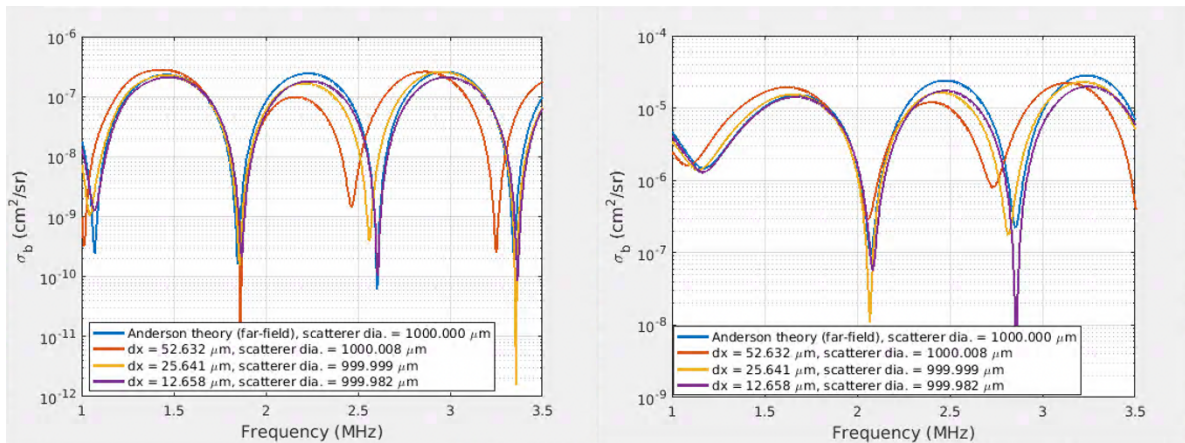 10^-6
10^-7
10^-8
10^-9
10^-10
10^-11
10^-12
σ_b (cm^2/sr)
1
1.5
2
2.5
3
3.5
Frequency (MHz)
Anderson theory (far-field), scatterer dia. = 1000.000 μm
dx = 52.632 μm, scatterer dia. = 1000.008 μm
dx = 25.641 μm, scatterer dia. = 999.999 μm
dx = 12.658 μm, scatterer dia. = 999.982 μm
10^-4
10^-5
10^-6
10^-7
10^-8
10^-9
σ_b (cm^2/sr)
1
1.5
2
2.5
3
3.5
Frequency (MHz)
Anderson theory (far-field), scatterer dia. = 1000.000 μm
dx = 52.632 μm, scatterer dia. = 1000.008 μm
dx = 25.641 μm, scatterer dia. = 999.999 μm
dx = 12.658 μm, scatterer dia. = 999.982 μm